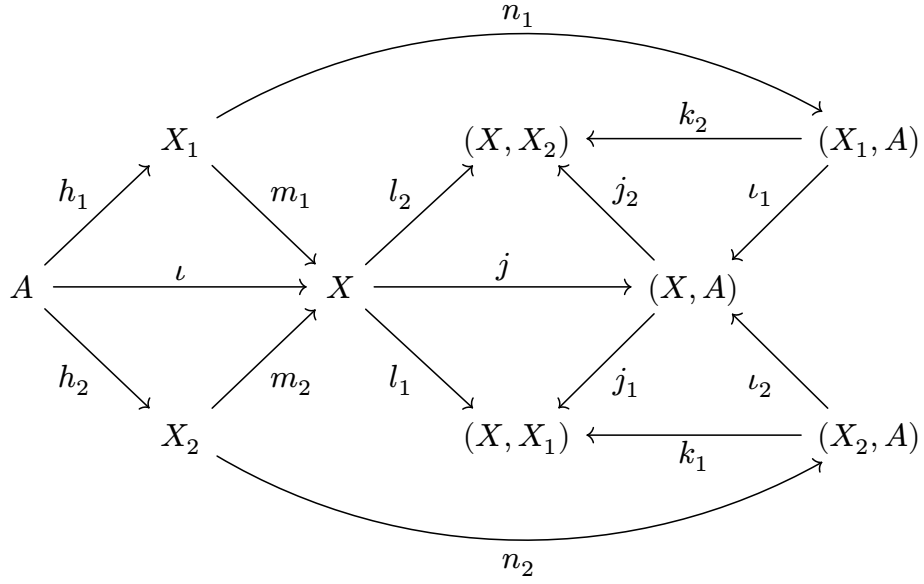 n₁
X₁ (X, X₂) k₂ (X₁, A)
h₁ m₁ l₂ j₂ ι₁
A ι X j (X, A)
h₂ m₂ l₁ j₁ ι₂
X₂ (X, X₁) k₁ (X₂, A)
n₂